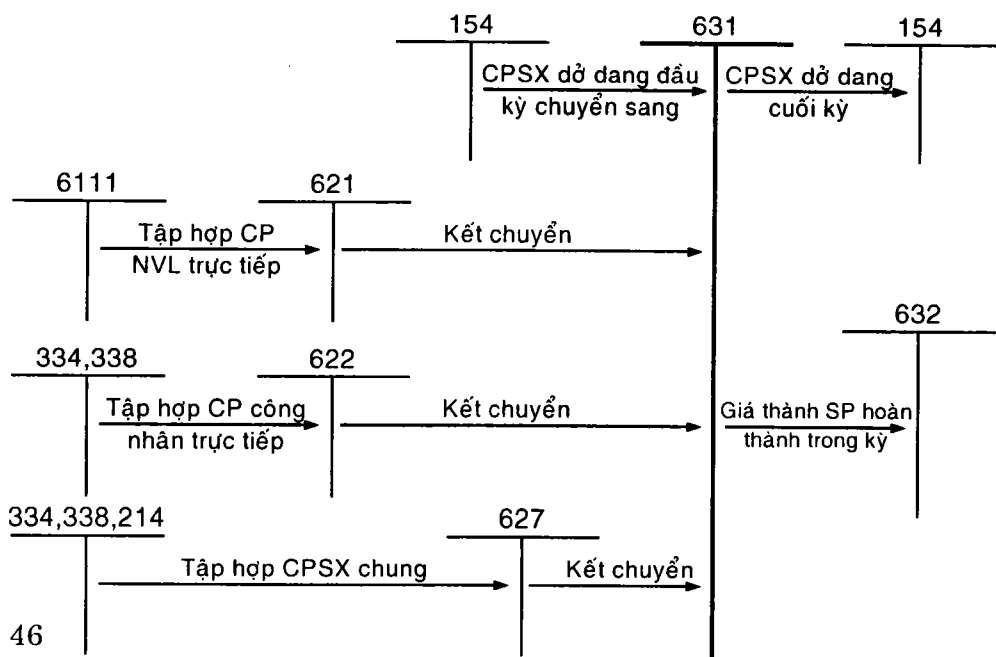 154
631
154
CPSX dở dang đầu
kỳ chuyển sang
CPSX dở dang
cuối kỳ
6111
621
Tập hợp CP
NVL trực tiếp
Kết chuyển
632
334,338
622
Tập hợp CP công
nhân trực tiếp
Kết chuyển
Giá thành SP hoàn
thành trong kỳ
334,338,214
627
Tập hợp CPSX chung
Kết chuyển
46